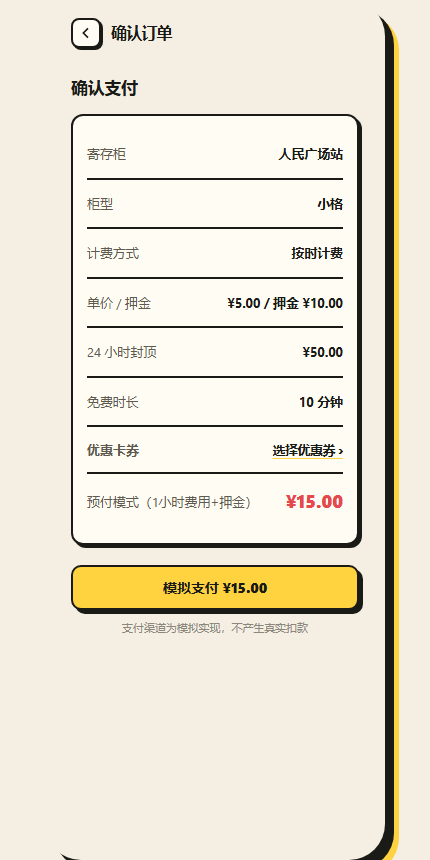 确认订单
确认支付
寄存柜 人民广场站
柜型 小格
计费方式 按时计费
单价 / 押金 ¥5.00 / 押金 ¥10.00
24 小时封顶 ¥50.00
免费时长 10 分钟
优惠卡券 选择优惠券 ›
预付模式（1小时费用+押金） ¥15.00
模拟支付 ¥15.00
支付渠道为模拟实现，不产生真实扣款